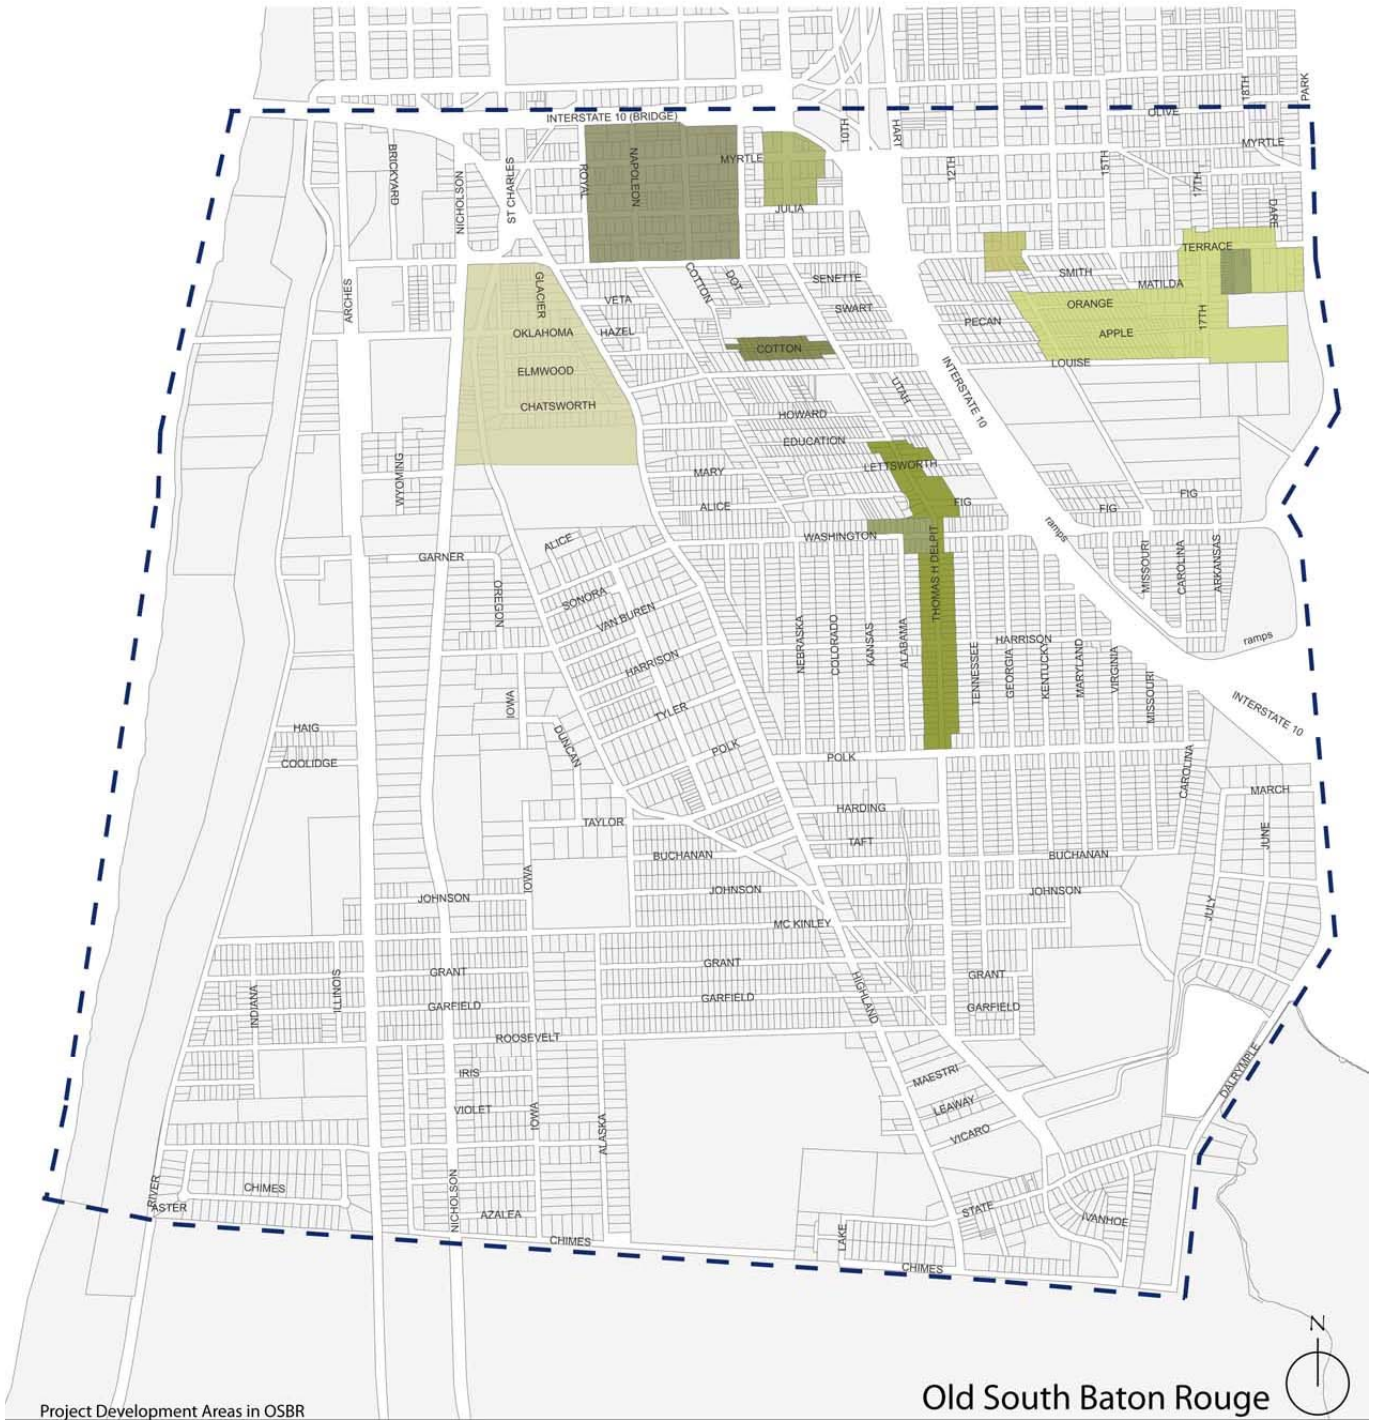 18TH
PARK
INTERSTATE 10 (BRIDGE)
OLIVE
10TH
HART
MYRTLE
BRICKYARD
NICHOLSON
ST CHARLES
ROYAL
NAPOLEON
MYRTLE
12TH
15TH
17TH
DARE
JULIA
TERRACE
ARCHES
GLACIER
VETA
COTTON
DOT
SENETTE
SMITH
MATILDA
SWART
ORANGE
OKLAHOMA
HAZEL
PECAN
APPLE
17TH
COTTON
LOUISE
ELMWOOD
UTAH
INTERSTATE 10
CHATSWORTH
HOWARD
EDUCATION
WYOMING
MARY
LETTSWORTH
ALICE
FIG
FIG
FIG
ramps
WASHINGTON
ALICE
GARNER
THOMAS H DELPIT
MISSOURI
CAROLINA
ARKANSAS
OREGON
SONORA
VAN BUREN
NEBRASKA
COLORADO
KANSAS
ALABAMA
HARRISON
ramps
HARRISON
TENNESSEE
GEORGIA
KENTUCKY
MARYLAND
VIRGINIA
MISSOURI
IOWA
TYLER
INTERSTATE 10
HAIG
DUNCAN
POLK
POLK
COOLIDGE
CAROLINA
MARCH
HARDING
TAYLOR
TAFT
JUNE
BUCHANAN
BUCHANAN
IOWA
JOHNSON
JOHNSON
JOHNSON
JULY
MC KINLEY
GRANT
GRANT
GRANT
INDIANA
ILLINOIS
GARFIELD
GARFIELD
HIGHLAND
GARFIELD
ROOSEVELT
IRIS
MAESTRI
DALRYMPLE
VIOLET
IOWA
ALASKA
LEAWAY
VICARO
RIVER
CHIMES
NICHOLSON
ASTER
AZALEA
STATE
IVANHOE
LAKE
CHIMES
CHIMES
N
Old South Baton Rouge
Project Development Areas in OSBR